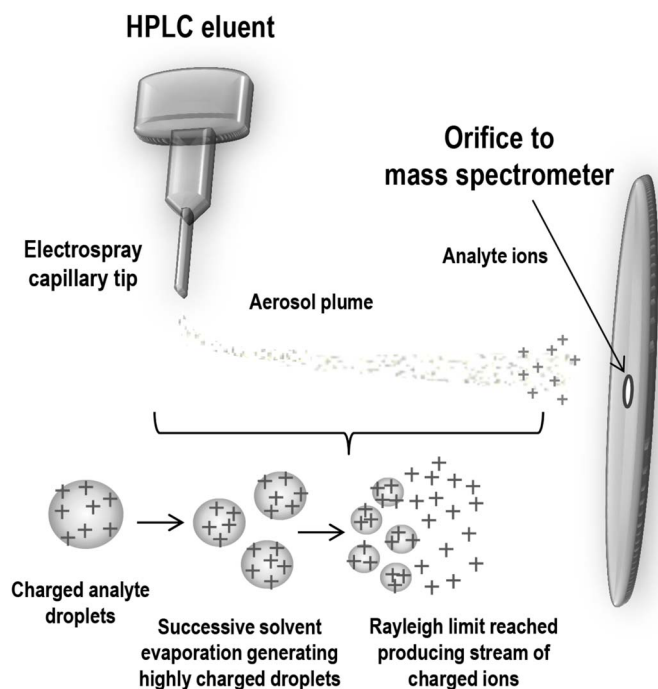 HPLC eluent
Orifice to
mass spectrometer
Electrospray
capillary tip
Analyte ions
Aerosol plume
Charged analyte
droplets
Successive solvent
evaporation generating
highly charged droplets
Rayleigh limit reached
producing stream of
charged ions